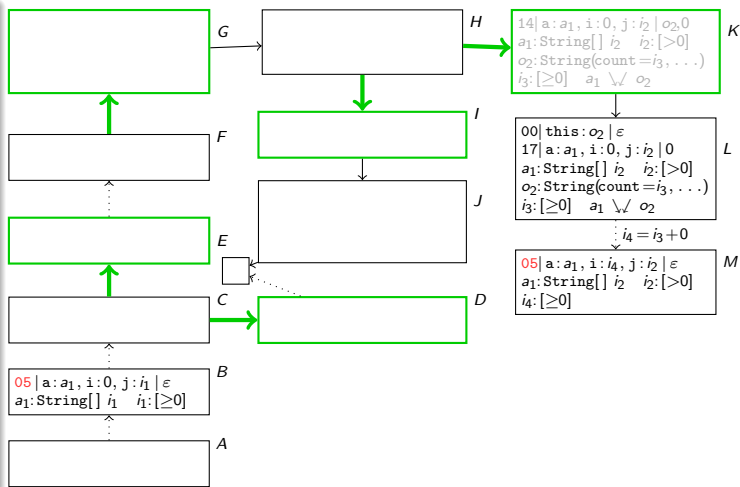 G
H
14| a: a₁, i:0, j: i₂ | o₂,0
a₁: String[] i₂ i₂: [>0]
o₂: String(count=i₃, ...)
i₃: [≥0] a₁ ⑊ o₂
K
F
I
00| this: o₂ | ε
17| a: a₁, i:0, j: i₂ | 0
a₁: String[] i₂ i₂: [>0]
o₂: String(count=i₃, ...)
i₃: [≥0] a₁ ⑊ o₂
L
J
E
i₄ = i₃+0
05| a: a₁, i: i₄, j: i₂ | ε
a₁: String[] i₂ i₂: [>0]
i₄: [≥0]
M
C
D
05| a: a₁, i:0, j: i₁ | ε
a₁: String[] i₁ i₁: [≥0]
B
A